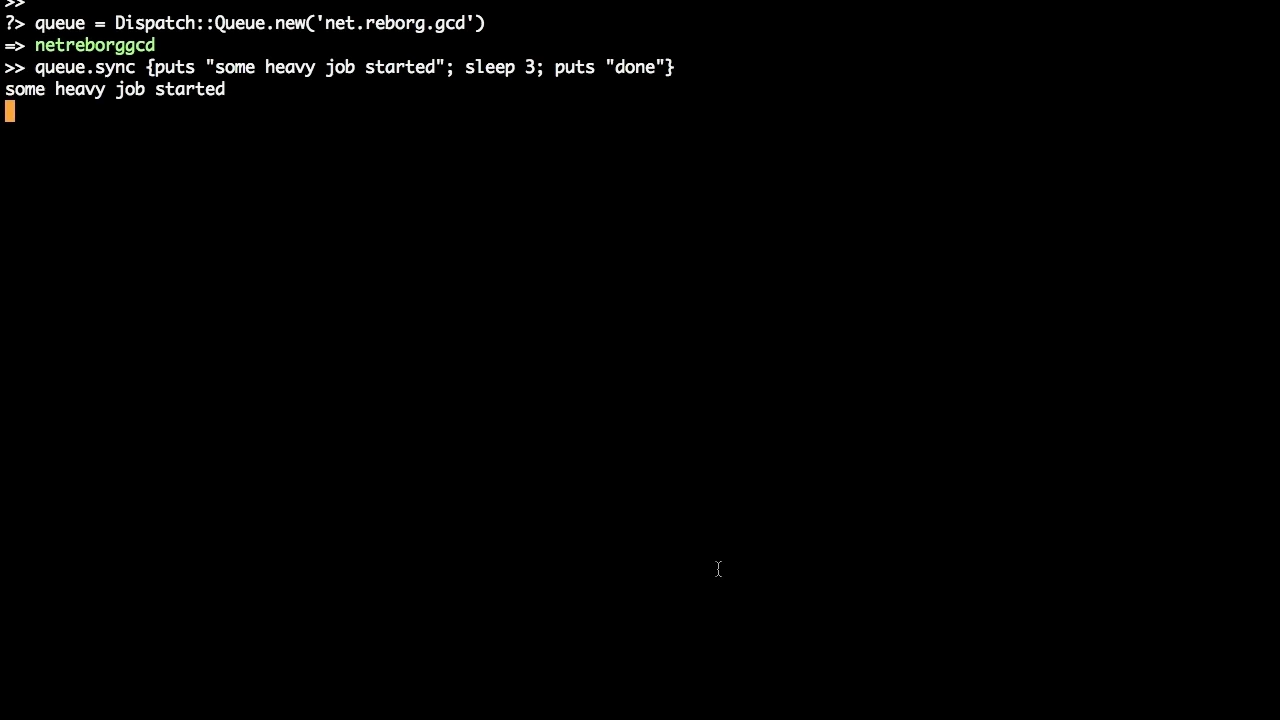 >>
?> queue = Dispatch::Queue.new('net.reborg.gcd')
=> netreborggcd
>> queue.sync {puts "some heavy job started"; sleep 3; puts "done"}
some heavy job started